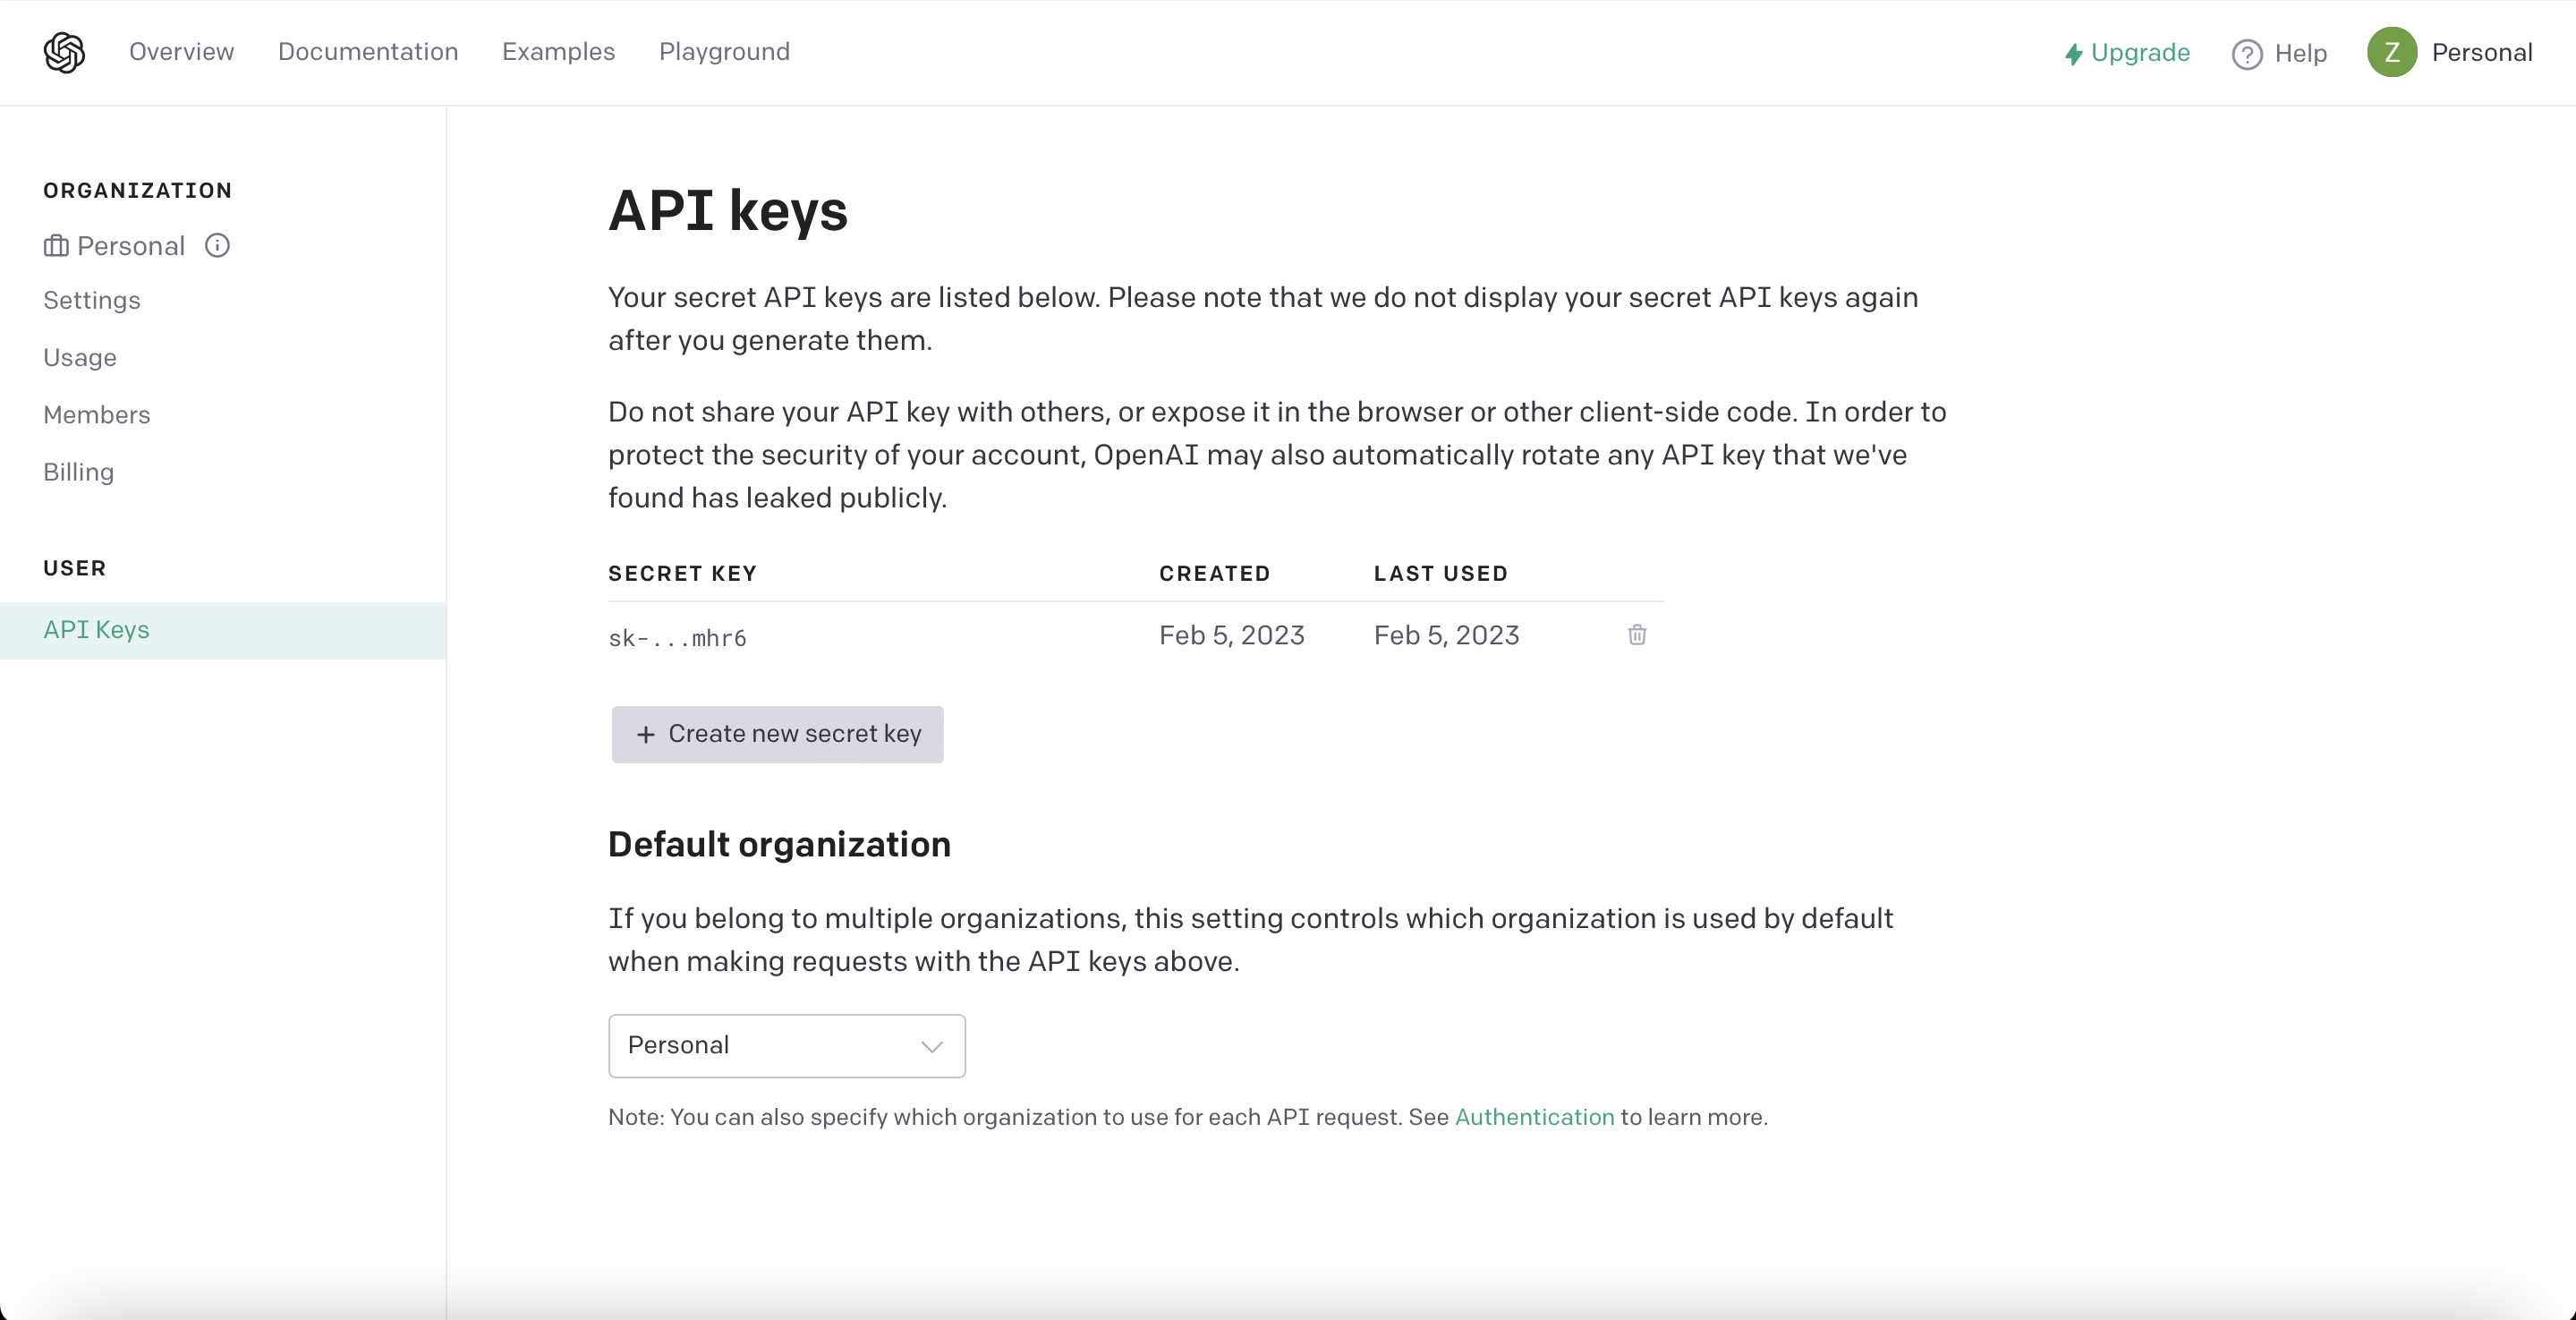 Overview Documentation Examples Playground
Upgrade Help Z Personal
ORGANIZATION
Personal
Settings
Usage
Members
Billing
USER
API Keys
API keys
Your secret API keys are listed below. Please note that we do not display your secret API keys again
after you generate them.
Do not share your API key with others, or expose it in the browser or other client-side code. In order to
protect the security of your account, OpenAI may also automatically rotate any API key that we've
found has leaked publicly.
SECRET KEY CREATED LAST USED
sk-...mhr6 Feb 5, 2023 Feb 5, 2023
+ Create new secret key
Default organization
If you belong to multiple organizations, this setting controls which organization is used by default
when making requests with the API keys above.
Personal
Note: You can also specify which organization to use for each API request. See Authentication to learn more.